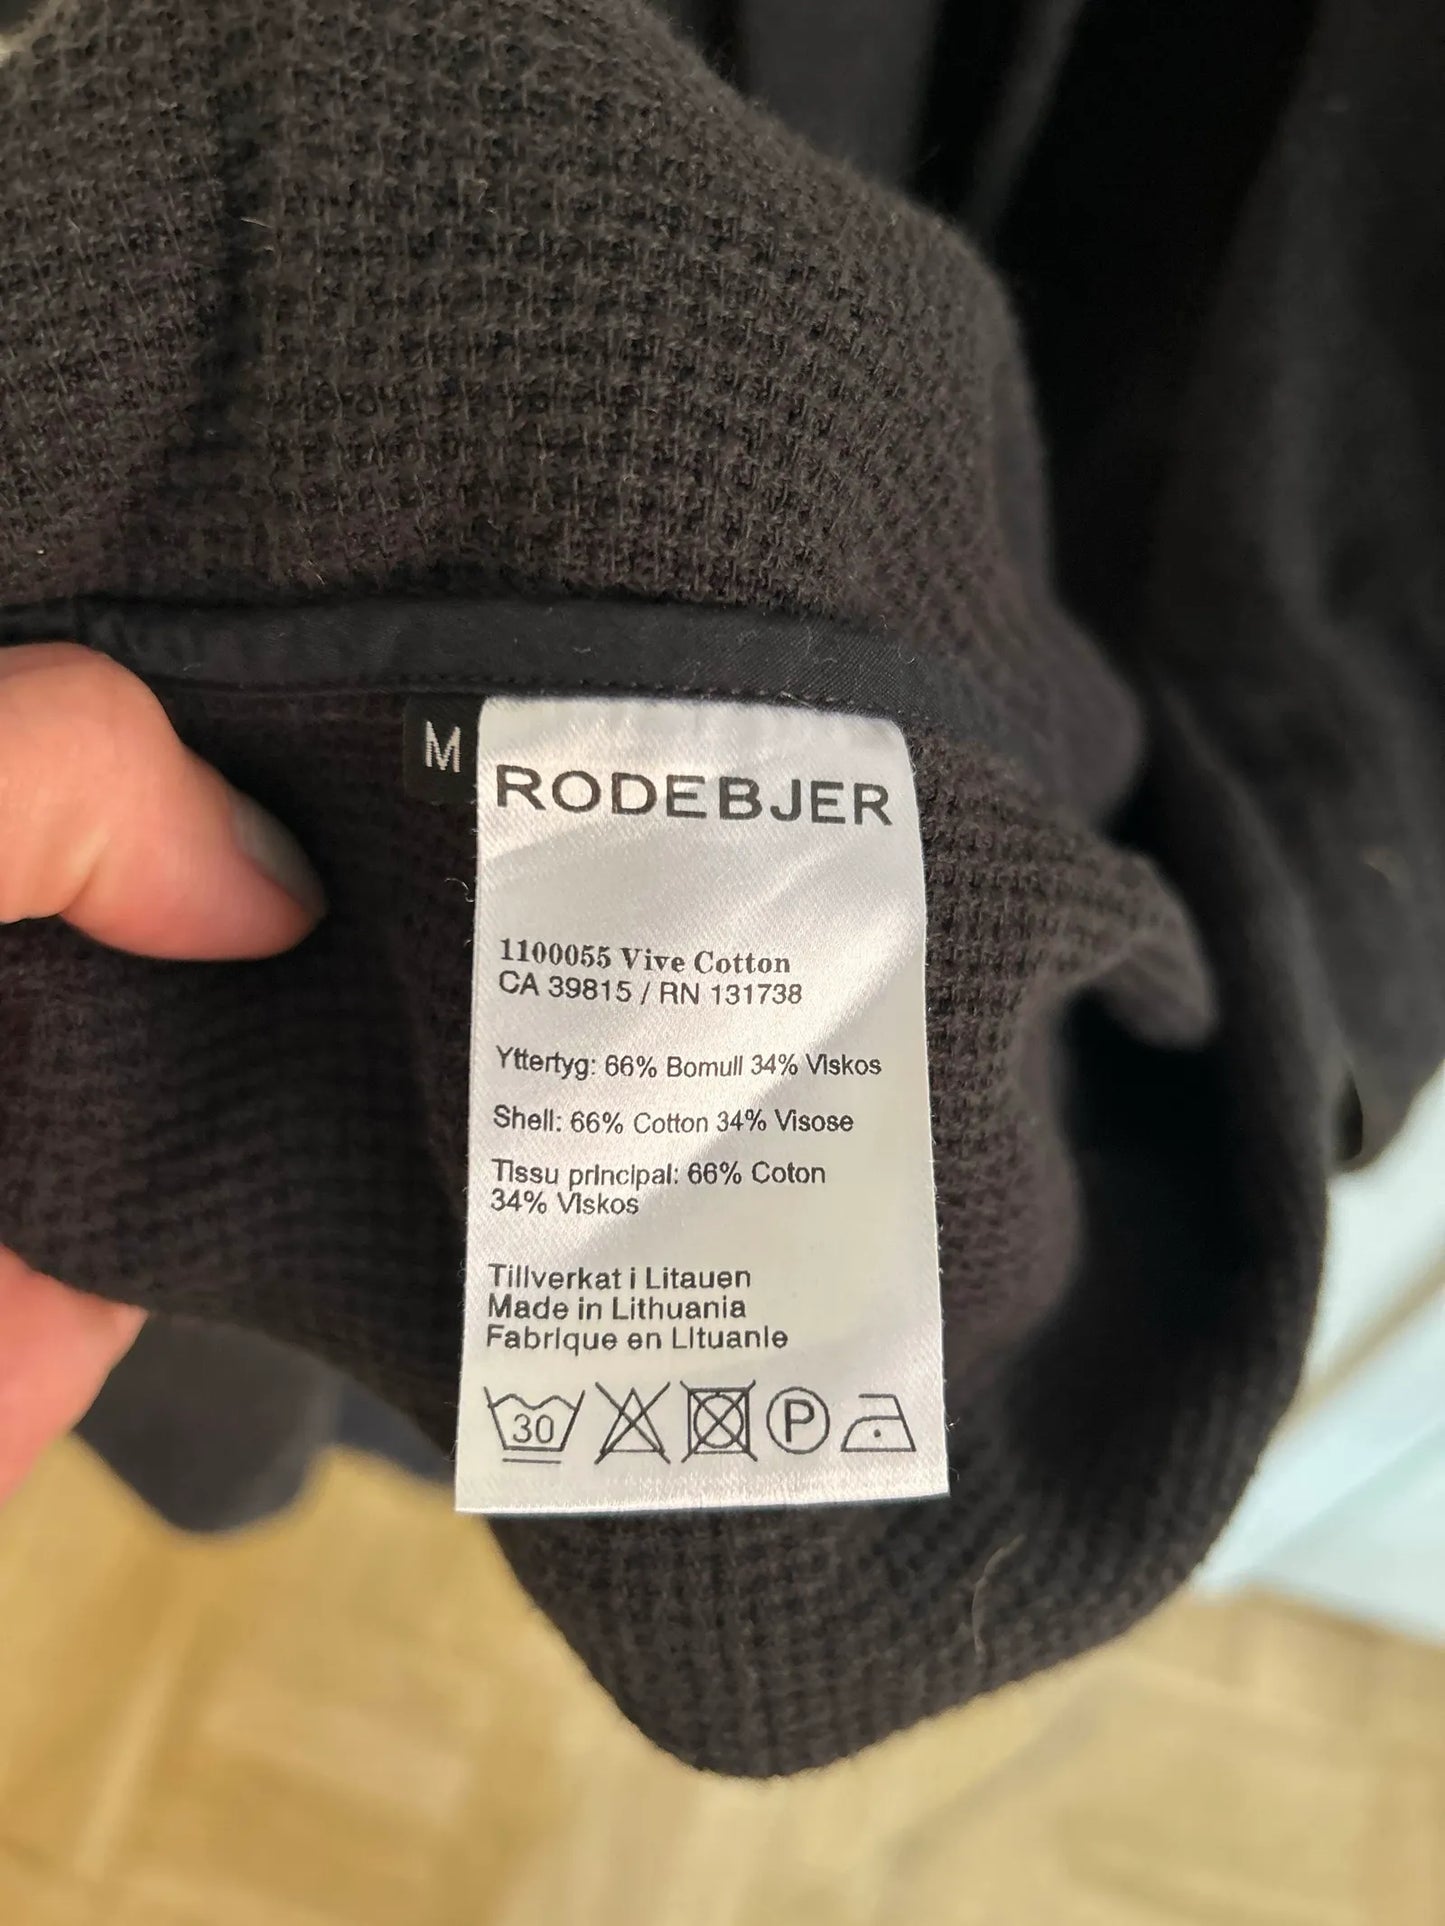 M
RODEBJER
1100055 Vive Cotton
CA 39815 / RN 131738
Yttertyg: 66% Bomull 34% Viskos
Shell: 66% Cotton 34% Visose
Tissu principal: 66% Coton
34% Viskos
Tillverkat i Litauen
Made in Lithuania
Fabrique en Lituanie
30 P